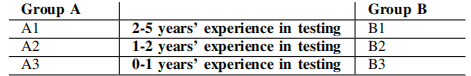 Group A Group B
A1 2-5 years' experience in testing B1
A2 1-2 years' experience in testing B2
A3 0-1 years' experience in testing B3